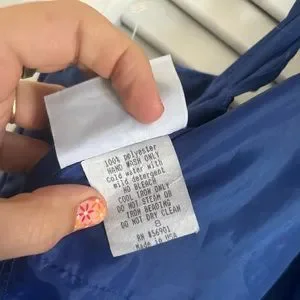 100% polyester
HAND WASH ONLY
Cold water with
mild detergent
NO BLEACH
COOL IRON ONLY
DO NOT STEAM OR
IRON BEADING
DO NOT DRY CLEAN
8
RN #56901
Made in USA